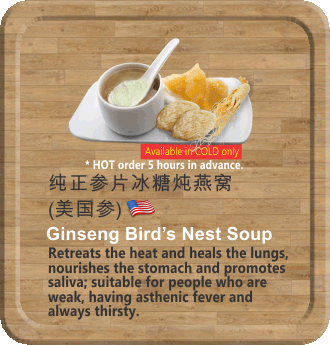 Available in COLD only
* HOT order 5 hours in advance.
纯正参片冰糖炖燕窝
(美国参)
Ginseng Bird's Nest Soup
Retreats the heat and heals the lungs,
nourishes the stomach and promotes
saliva; suitable for people who are
weak, having asthenic fever and
always thirsty.